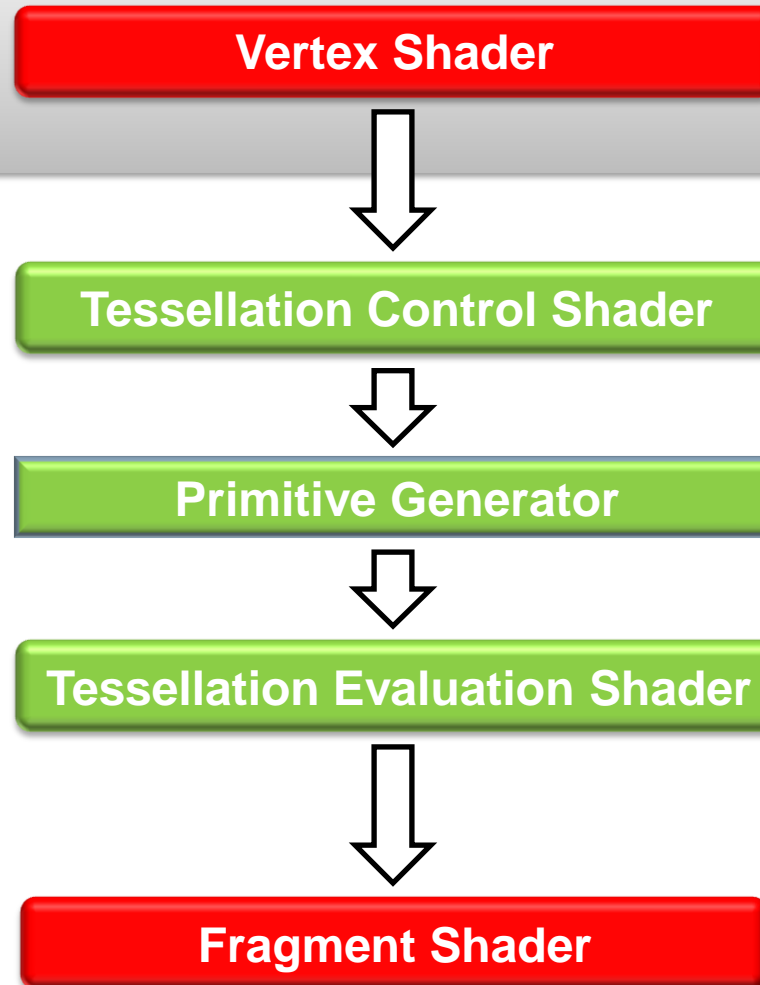 Vertex Shader
Tessellation Control Shader
Primitive Generator
Tessellation Evaluation Shader
Fragment Shader